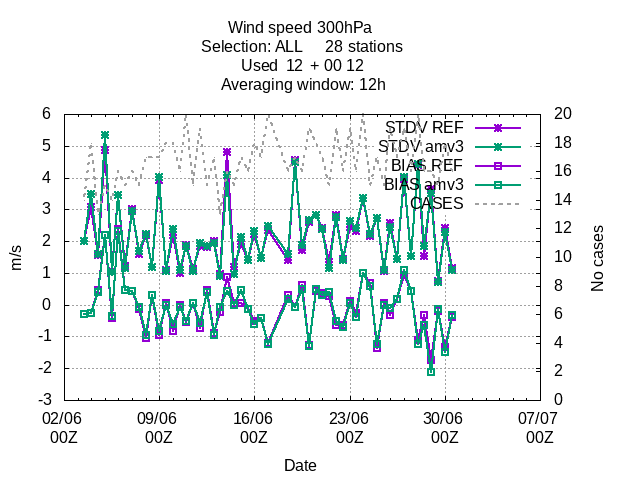 Wind speed 300hPa
Selection: ALL 28 stations
Used 12 + 00 12
Averaging window: 12h
6
5
4
3
2
1
0
-1
-2
-3
m/s
20
18
16
14
12
10
8
6
4
2
0
No cases
STDV REF
STDV amv3
BIAS REF
BIAS amv3
CASES
02/06 09/06 16/06 23/06 30/06 07/07
00Z 00Z 00Z 00Z 00Z 00Z
Date